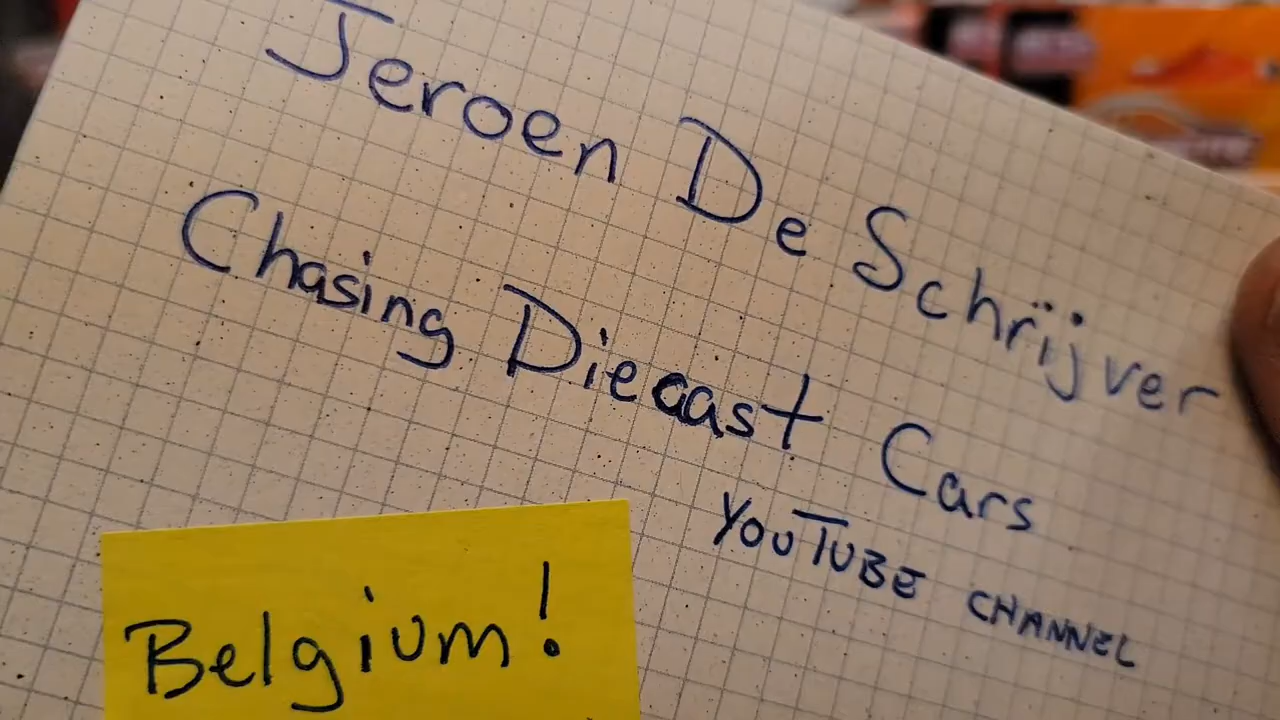 Jeroen De Schrijver
Chasing Diecast Cars
YOUTUBE CHANNEL
Belgium!